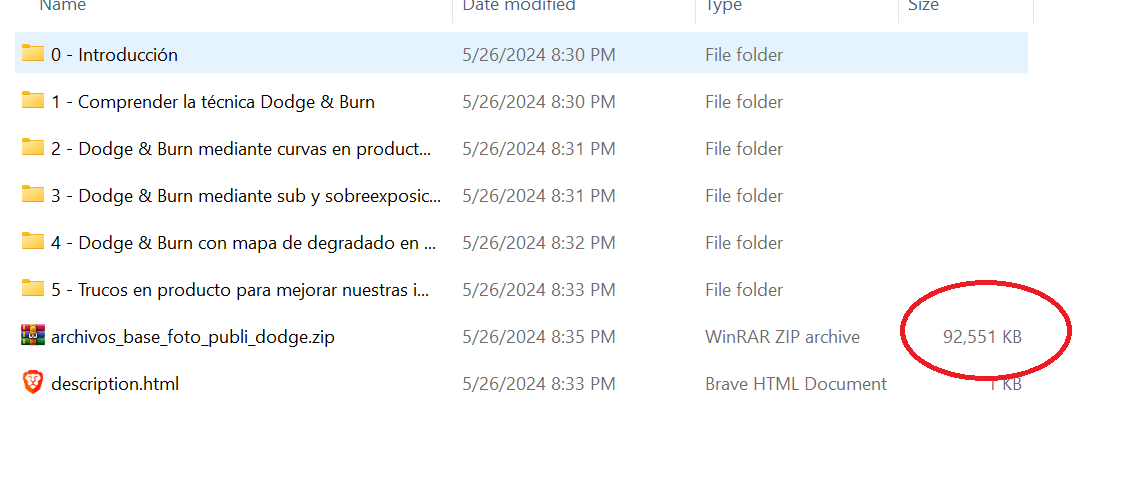 Name Date modified Type Size
0 - Introducción 5/26/2024 8:30 PM File folder
1 - Comprender la técnica Dodge & Burn 5/26/2024 8:30 PM File folder
2 - Dodge & Burn mediante curvas en product... 5/26/2024 8:31 PM File folder
3 - Dodge & Burn mediante sub y sobreexposic... 5/26/2024 8:31 PM File folder
4 - Dodge & Burn con mapa de degradado en ... 5/26/2024 8:32 PM File folder
5 - Trucos en producto para mejorar nuestras i... 5/26/2024 8:33 PM File folder
archivos_base_foto_publi_dodge.zip 5/26/2024 8:35 PM WinRAR ZIP archive 92,551 KB
description.html 5/26/2024 8:33 PM Brave HTML Document 1 KB